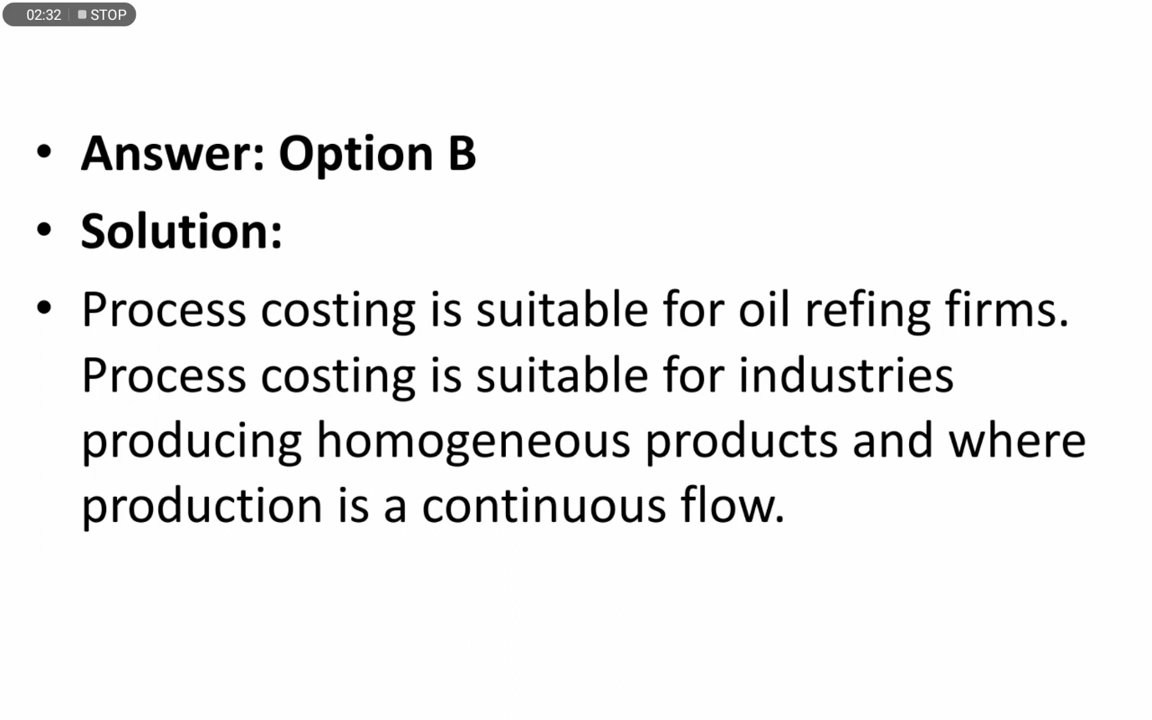 02:32 STOP
• Answer: Option B
• Solution:
• Process costing is suitable for oil refing firms.
Process costing is suitable for industries
producing homogeneous products and where
production is a continuous flow.